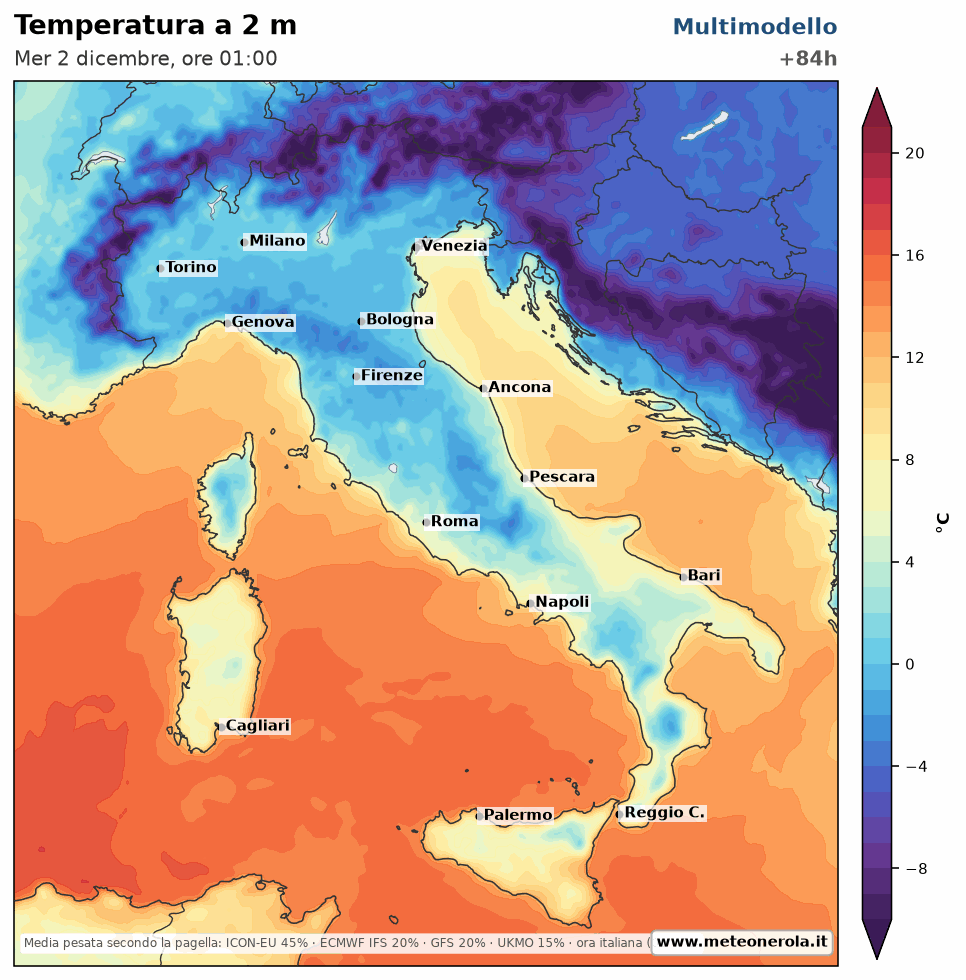 Temperatura a 2 m
Multimodello
Mer 2 dicembre, ore 01:00
+84h
20
16
12
8
4
0
−4
−8
°C
Milano
Venezia
Torino
Genova
Bologna
Firenze
Ancona
Pescara
Roma
Bari
Napoli
Cagliari
Palermo
Reggio C.
Media pesata secondo la pagella: ICON-EU 45% · ECMWF IFS 20% · GFS 20% · UKMO 15% · ora italiana (
www.meteonerola.it